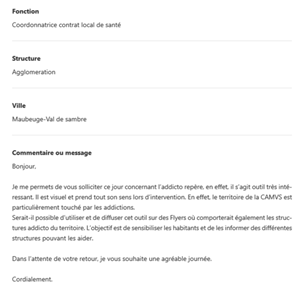 Fonction
Coordonnatrice contrat local de santé
Structure
Agglomeration
Ville
Maubeuge-Val de sambre
Commentaire ou message
Bonjour,
Je me permets de vous solliciter ce jour concernant l'addicto repère, en effet, il s'agit outil très inté-
ressant. Il est visuel et prend tout son sens lors d'intervention. En effet, le territoire de la CAMVS est
particulièrement touché par les addictions.
Serait-il possible d'utiliser et de diffuser cet outil sur des Flyers où comporterait également les struc-
tures addicto du territoire. L'objectif est de sensibiliser les habitants et de les informer des différentes
structures pouvant les aider.
Dans l'attente de votre retour, je vous souhaite une agréable journée.
Cordialement.